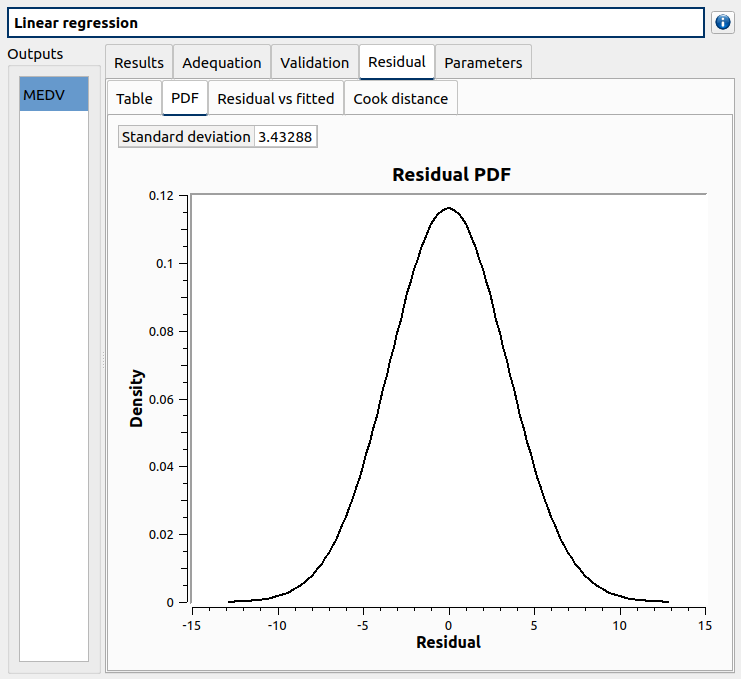 Linear regression
Outputs
Results Adequation Validation Residual Parameters
MEDV
Table PDF Residual vs fitted Cook distance
Standard deviation 3.43288
Residual PDF
0.12
0.1
0.08
0.06
0.04
0.02
0
Density
-15 -10 -5 0 5 10 15
Residual